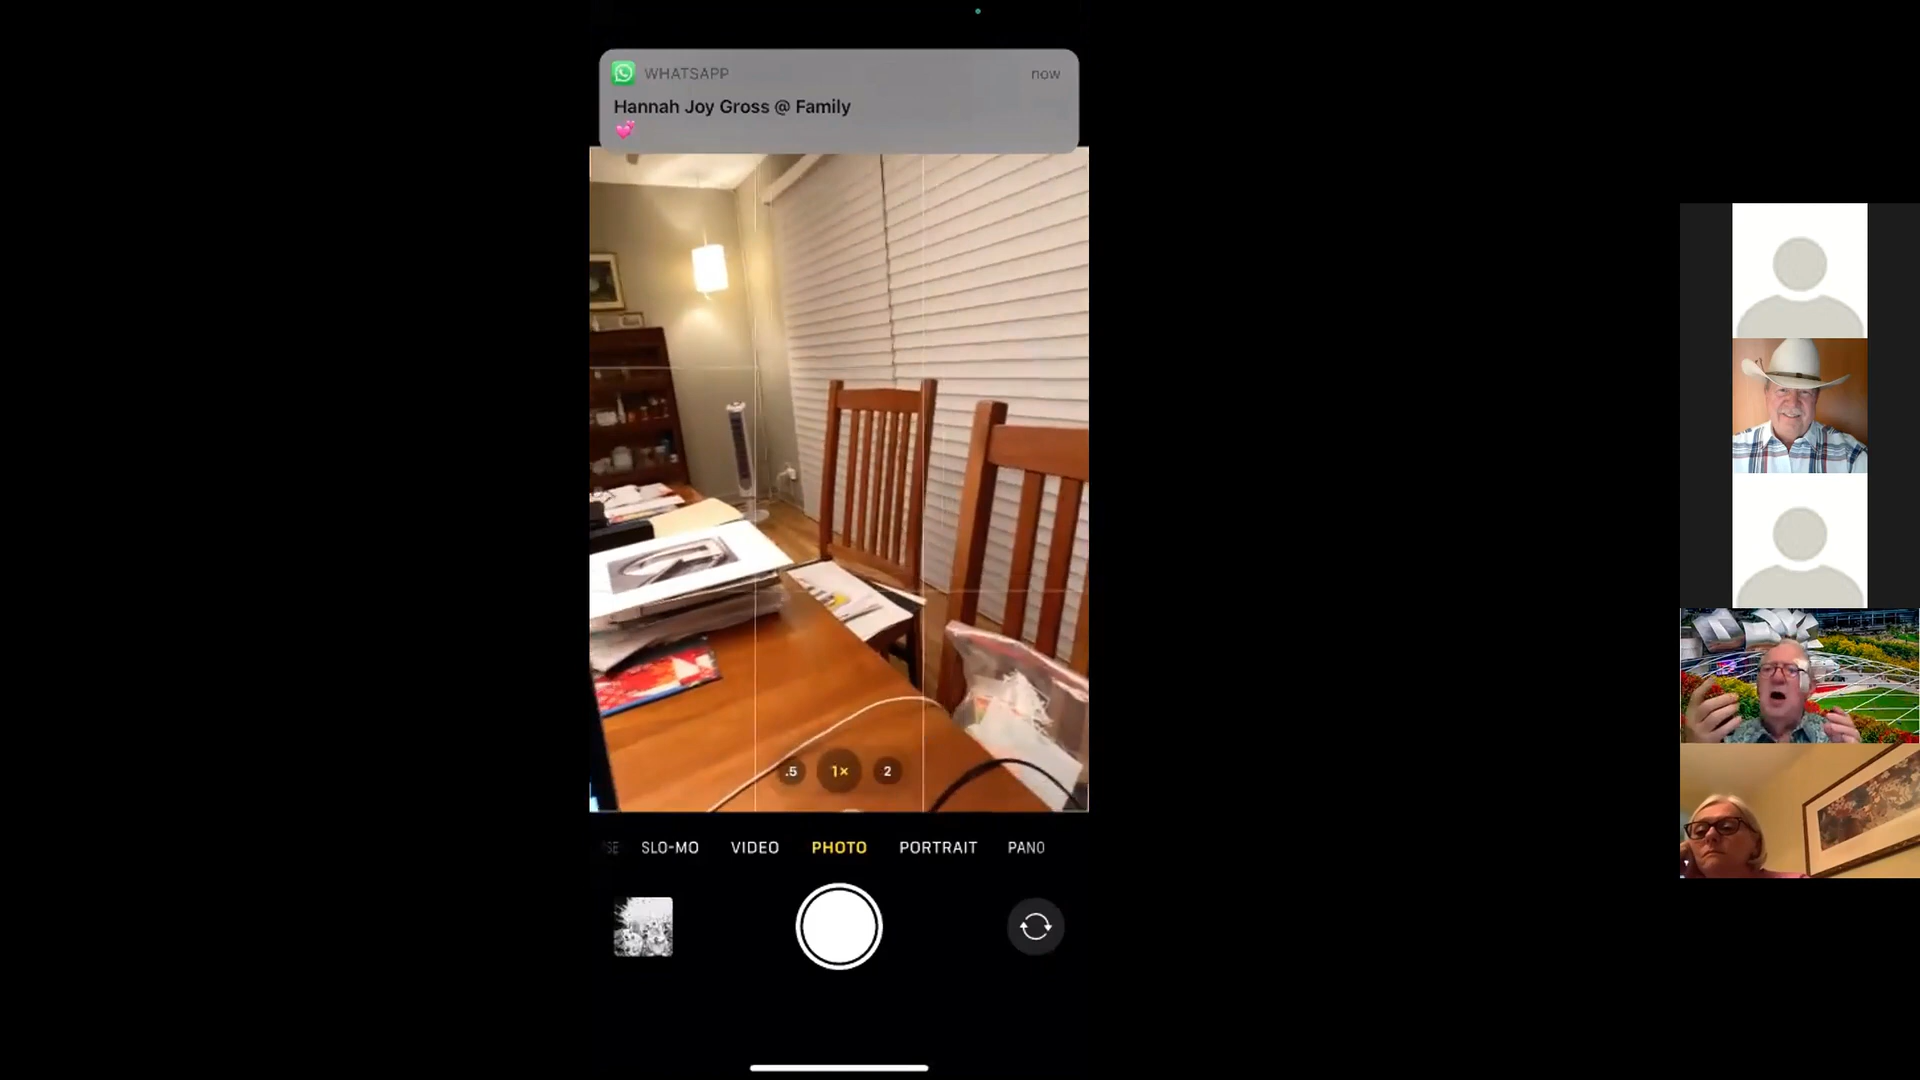 WHATSAPP now
Hannah Joy Gross @ Family
💕
.5 1× 2
SLO-MO VIDEO PHOTO PORTRAIT PANO